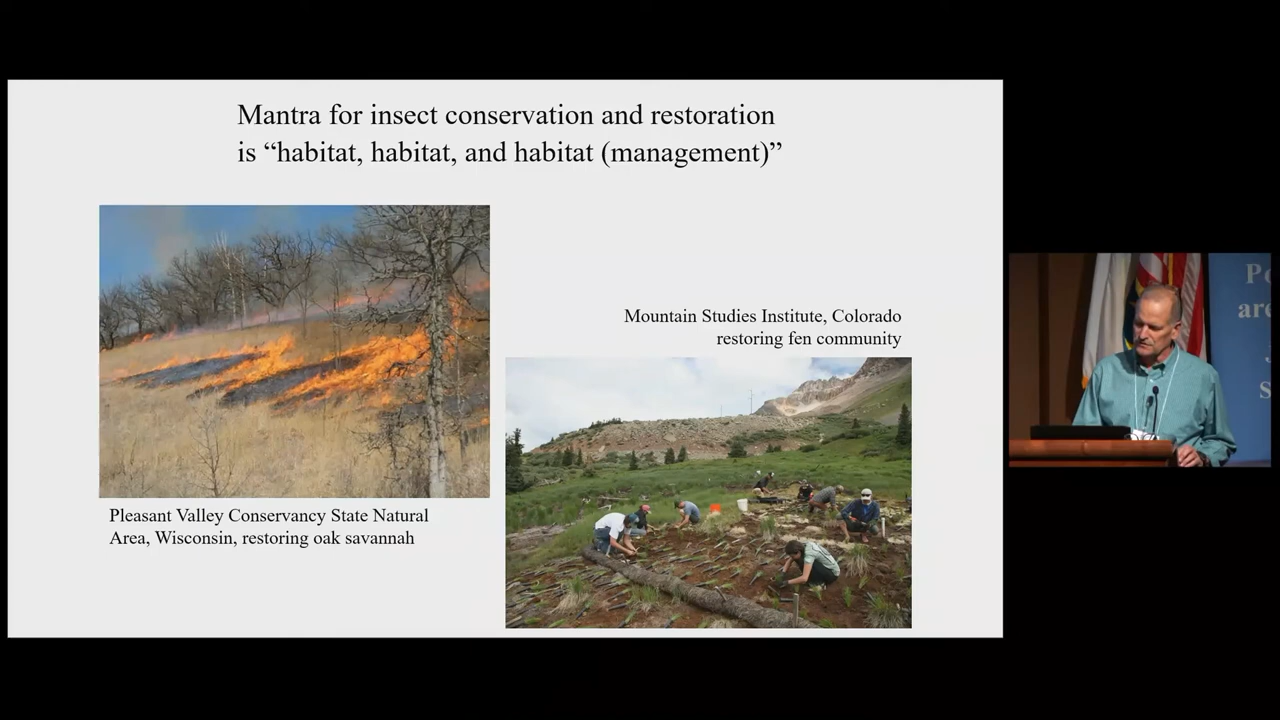 Mantra for insect conservation and restoration
is “habitat, habitat, and habitat (management)”
Mountain Studies Institute, Colorado
restoring fen community
Pleasant Valley Conservancy State Natural
Area, Wisconsin, restoring oak savannah